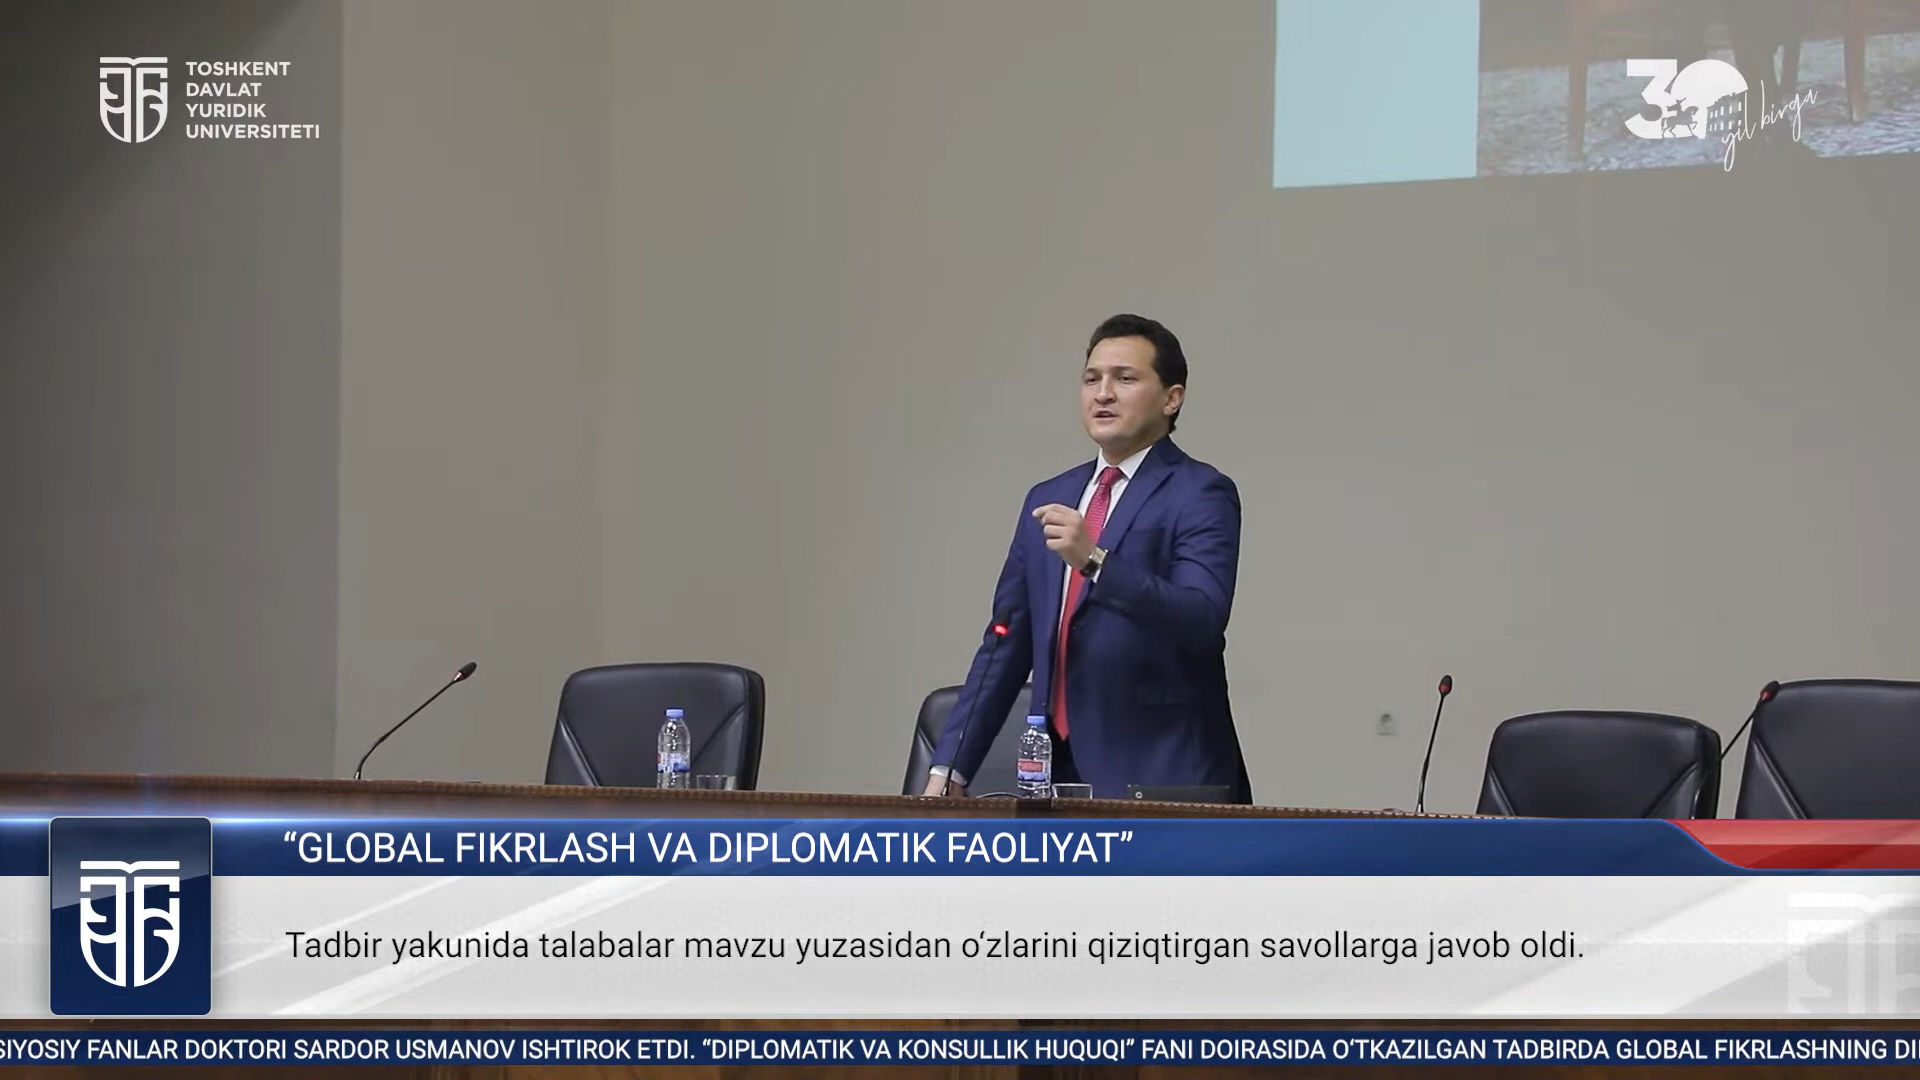 TOSHKENT
DAVLAT
YURIDIK
UNIVERSITETI
30
yil birga
“GLOBAL FIKRLASH VA DIPLOMATIK FAOLIYAT”
Tadbir yakunida talabalar mavzu yuzasidan o‘zlarini qiziqtirgan savollarga javob oldi.
SIYOSIY FANLAR DOKTORI SARDOR USMANOV ISHTIROK ETDI. “DIPLOMATIK VA KONSULLIK HUQUQI” FANI DOIRASIDA O‘TKAZILGAN TADBIRDA GLOBAL FIKRLASHNING DI